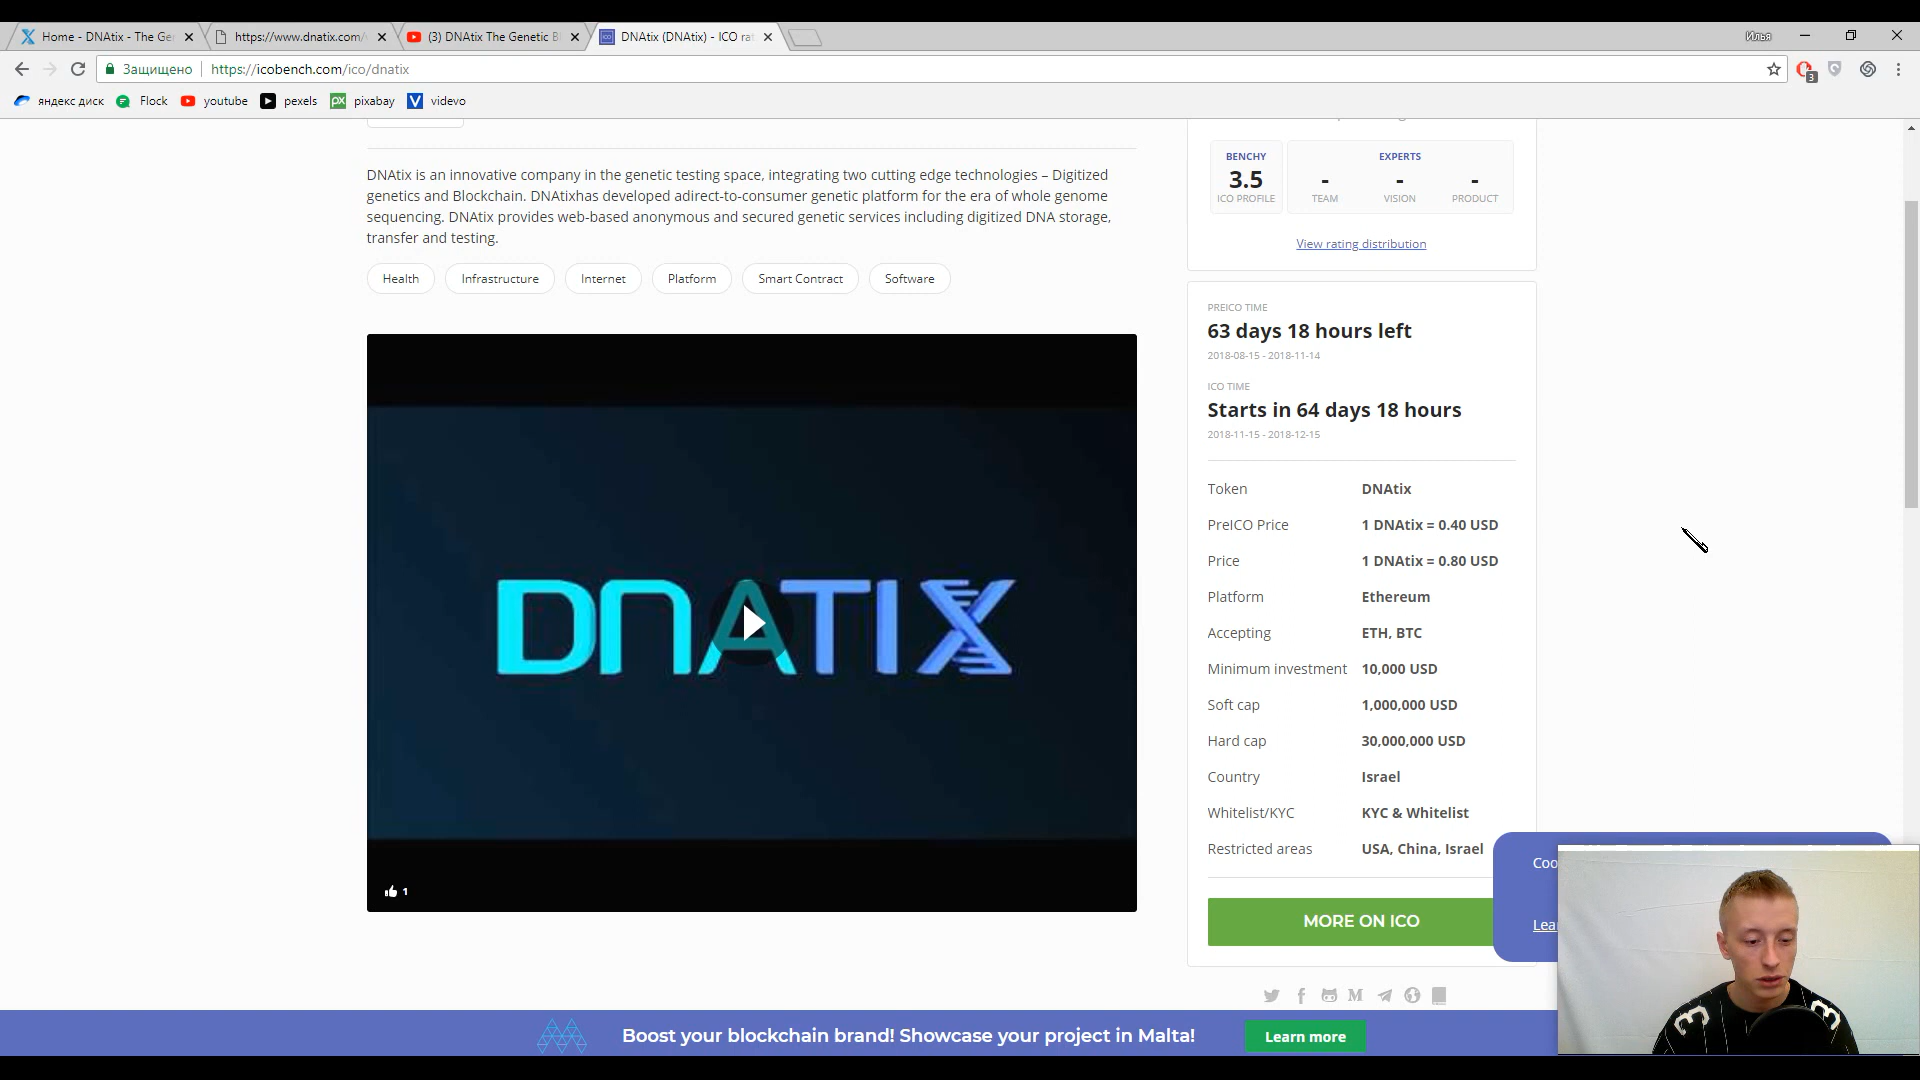 Home - DNAtix - The Ge
https://www.dnatix.com/
(3) DNAtix The Genetic B
DNAtix (DNAtix) - ICO ra
Илья
Защищено
https://icobench.com/ico/dnatix
3
яндекс диск
Flock
youtube
pexels
px
pixabay
V
videvo
DNAtix is an innovative company in the genetic testing space, integrating two cutting edge technologies – Digitized
genetics and Blockchain. DNAtixhas developed adirect-to-consumer genetic platform for the era of whole genome
sequencing. DNAtix provides web-based anonymous and secured genetic services including digitized DNA storage,
transfer and testing.
Health
Infrastructure
Internet
Platform
Smart Contract
Software
DNATIX
1
BENCHY
3.5
ICO PROFILE
EXPERTS
- - -
TEAM VISION PRODUCT
View rating distribution
PREICO TIME
63 days 18 hours left
2018-08-15 - 2018-11-14
ICO TIME
Starts in 64 days 18 hours
2018-11-15 - 2018-12-15
Token DNAtix
PreICO Price 1 DNAtix = 0.40 USD
Price 1 DNAtix = 0.80 USD
Platform Ethereum
Accepting ETH, BTC
Minimum investment 10,000 USD
Soft cap 1,000,000 USD
Hard cap 30,000,000 USD
Country Israel
Whitelist/KYC KYC & Whitelist
Restricted areas USA, China, Israel
MORE ON ICO
Coo
Lea
3 3
Boost your blockchain brand! Showcase your project in Malta!
Learn more